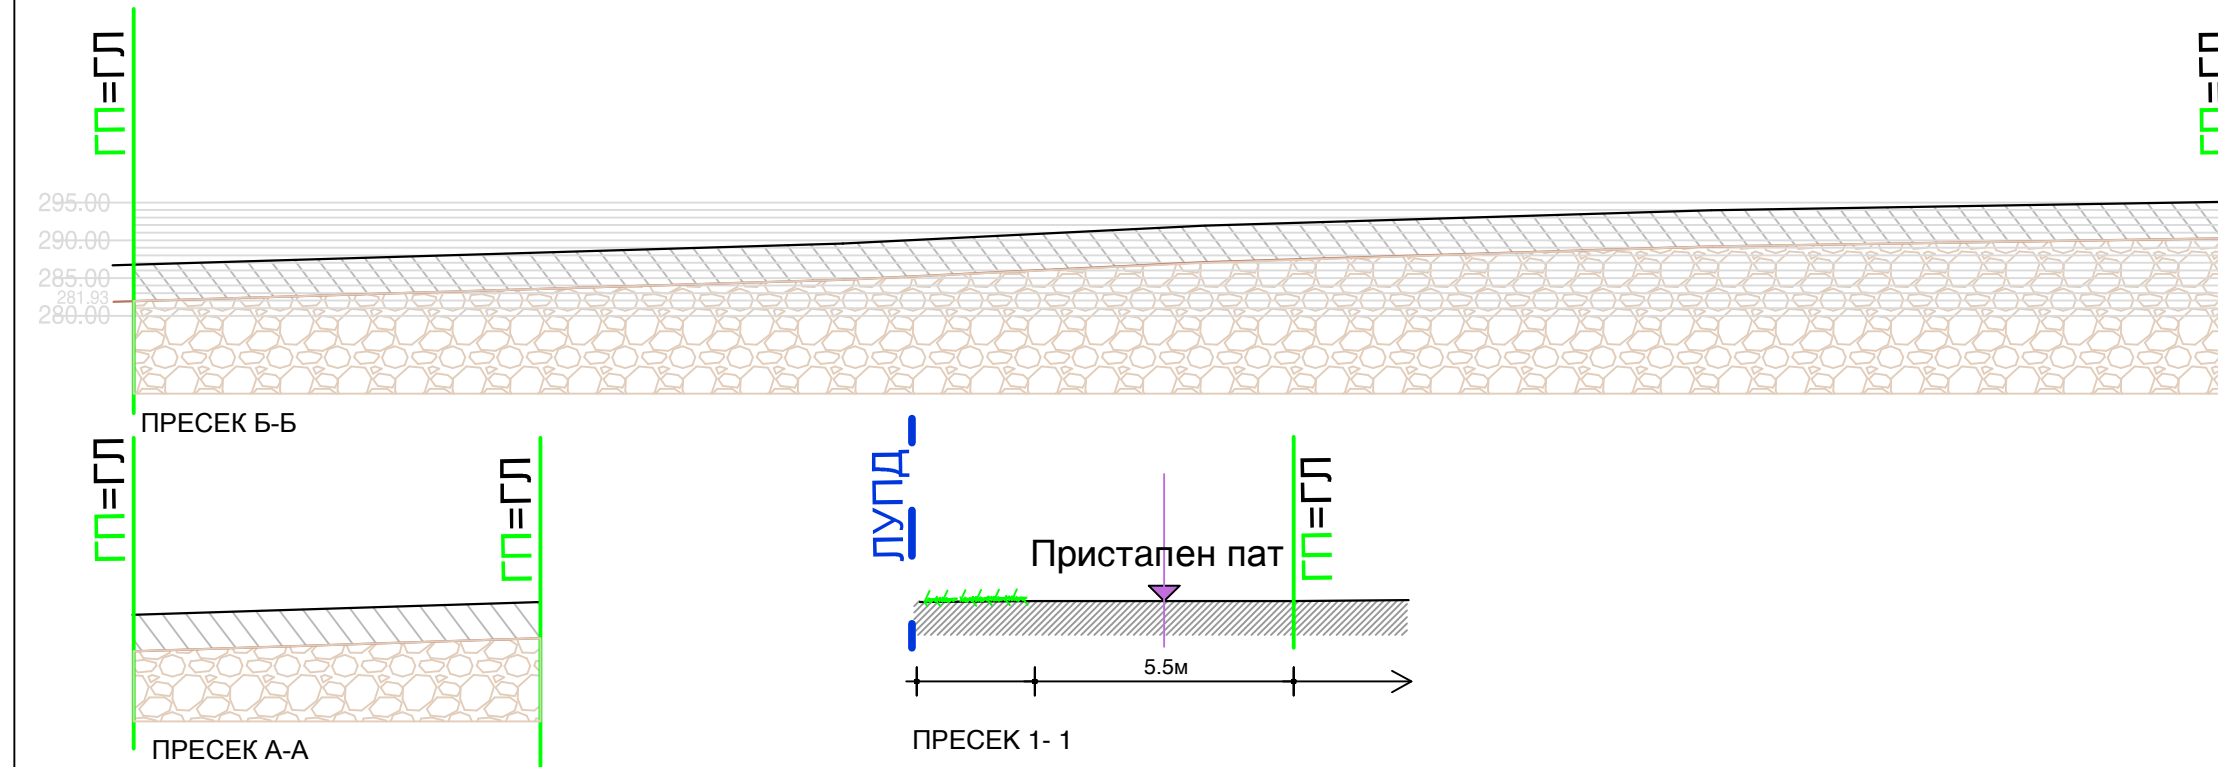 ГП=ГЛ
ГП=ГЛ
295.00
290.00
285.00
281.93
280.00
ПРЕСЕК Б-Б
ГП=ГЛ
ГП=ГЛ
ЛУПД
ГП=ГЛ
Пристапен пат
5.5м
ПРЕСЕК 1- 1
ПРЕСЕК А-А